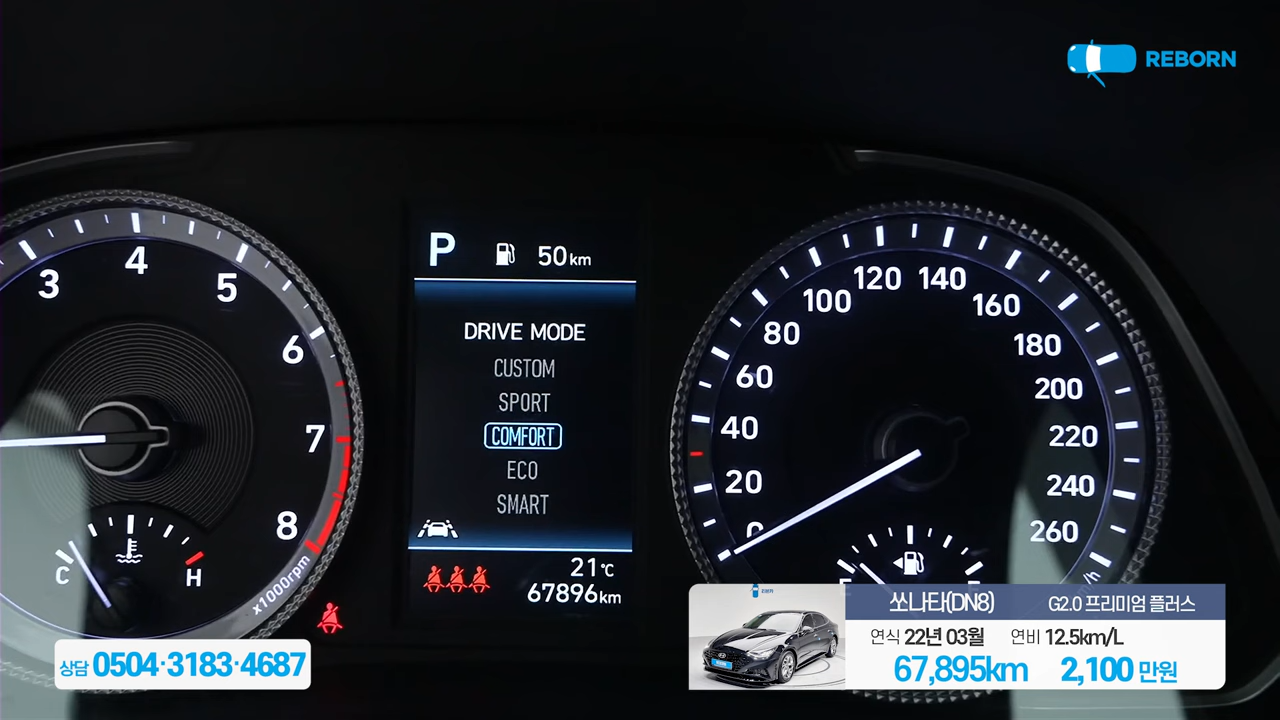 REBORN
P 50km
DRIVE MODE
CUSTOM
SPORT
COMFORT
ECO
SMART
21℃
67896km
3 4 5 6 7 8
x1000rpm
C H
0 20 40 60 80 100 120 140 160 180 200 220 240 260
쏘나타(DN8) G2.0 프리미엄 플러스
연식 22년 03월 연비 12.5km/L
67,895km 2,100 만원
상담 0504·3183·4687